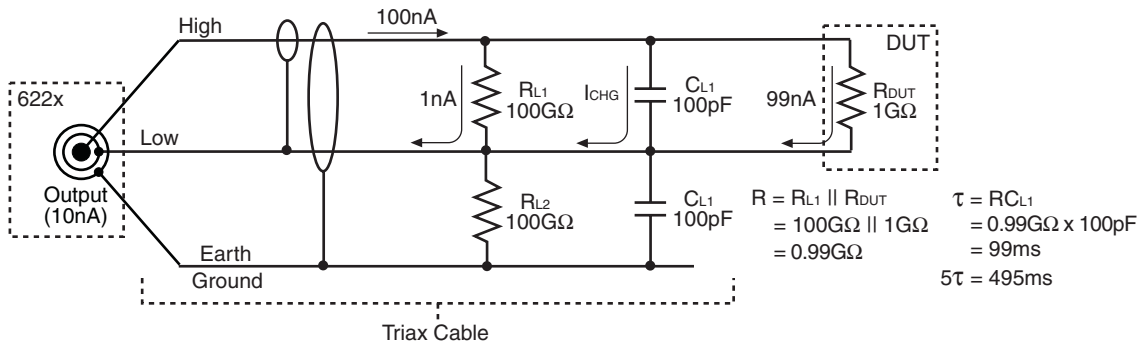 High
100nA
DUT
622x
1nA
RL1
100GΩ
ICHG
CL1
100pF
99nA
RDUT
1GΩ
Low
Output
(10nA)
RL2
100GΩ
CL1
100pF
R = RL1 || RDUT
= 100GΩ || 1GΩ
= 0.99GΩ
τ = RCL1
= 0.99GΩ x 100pF
= 99ms
5τ = 495ms
Earth
Ground
Triax Cable